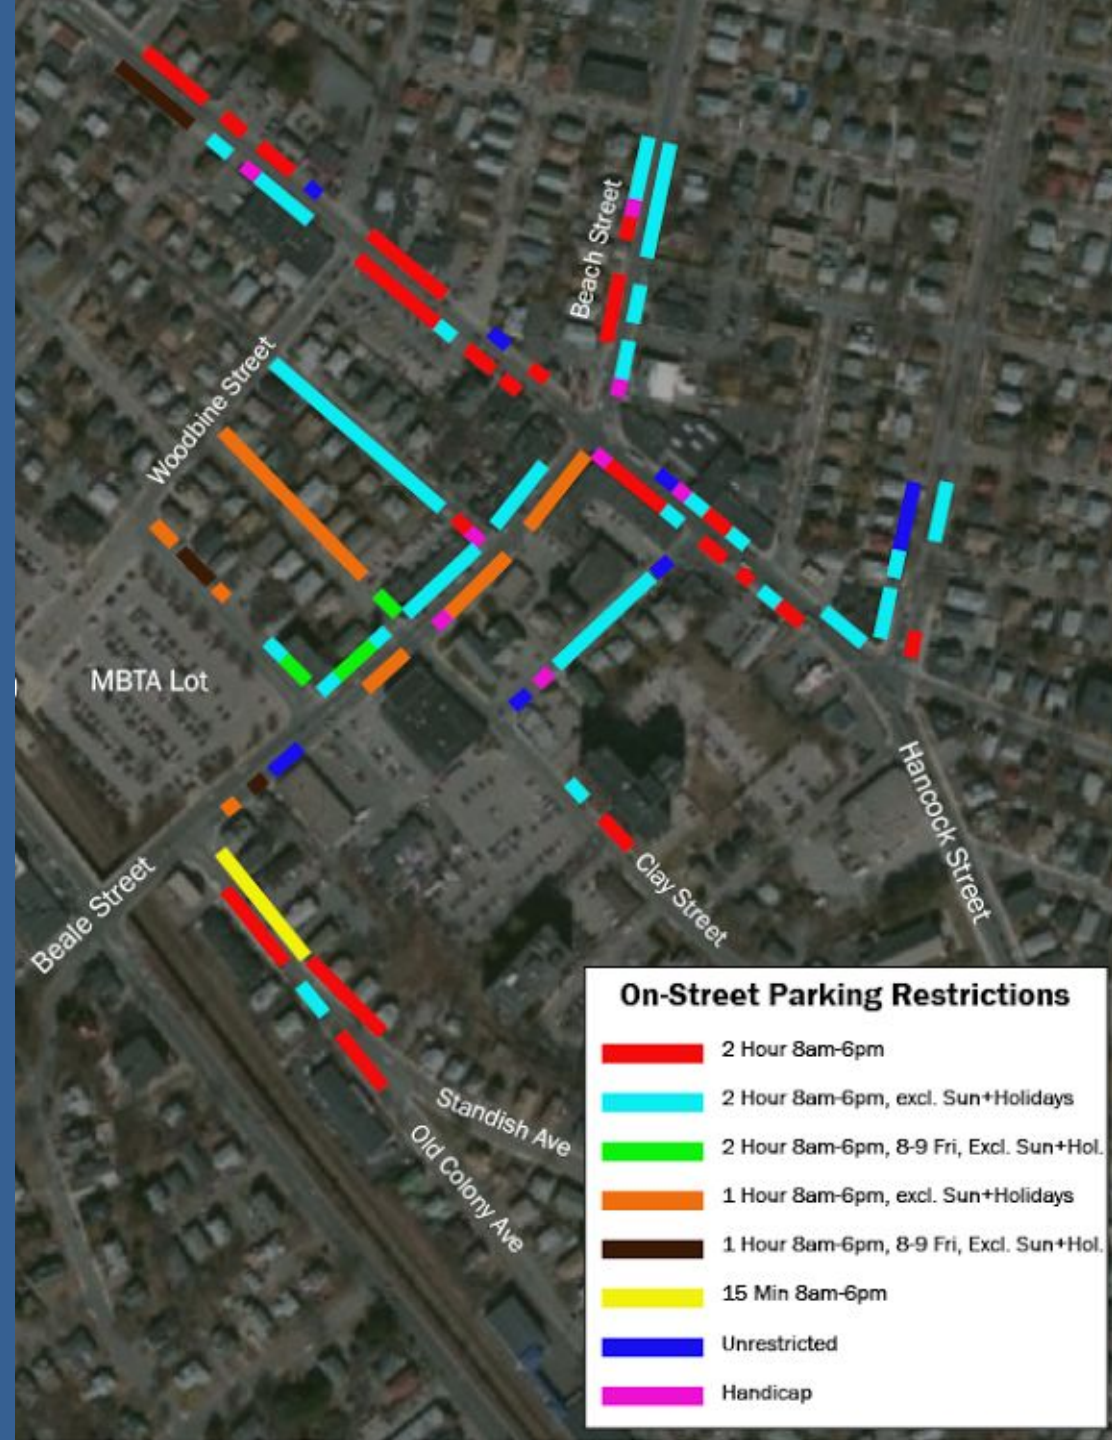 Beach Street
Woodbine Street
MBTA Lot
Hancock Street
Clay Street
Beale Street
Standish Ave
Old Colony Ave
On-Street Parking Restrictions
2 Hour 8am-6pm
2 Hour 8am-6pm, excl. Sun+Holidays
2 Hour 8am-6pm, 8-9 Fri, Excl. Sun+Hol.
1 Hour 8am-6pm, excl. Sun+Holidays
1 Hour 8am-6pm, 8-9 Fri, Excl. Sun+Hol.
15 Min 8am-6pm
Unrestricted
Handicap